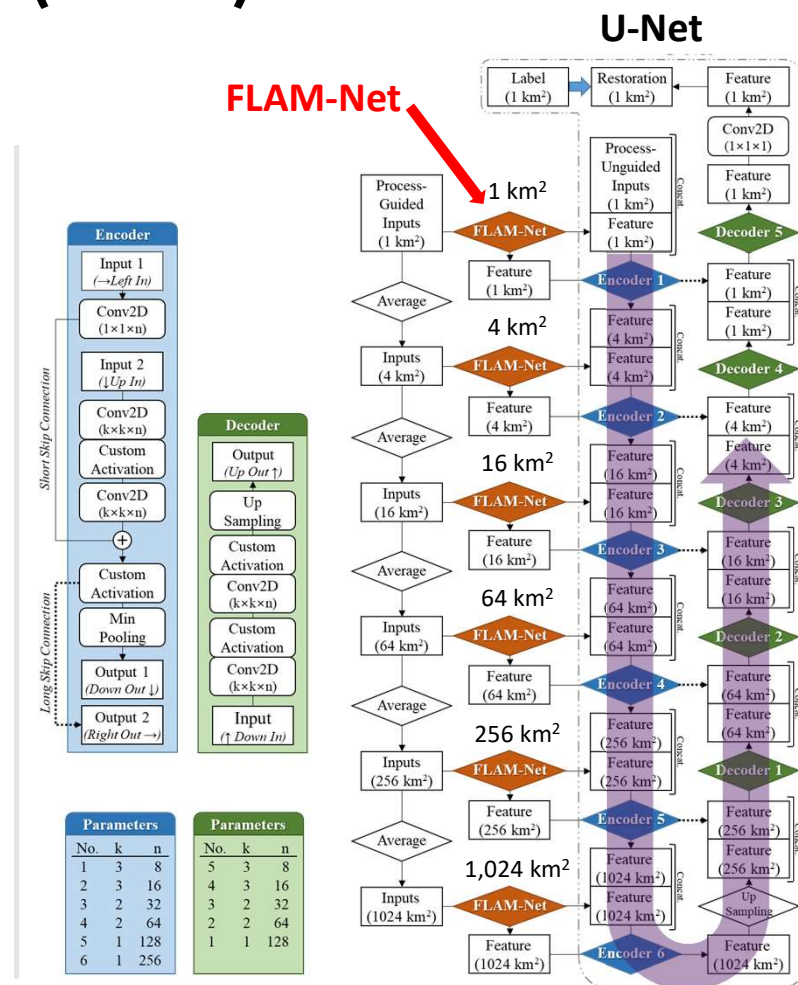 U-Net
FLAM-Net
Encoder
Input 1
(→Left In)
Conv2D
(1×1×n)
Input 2
(↓Up In)
Conv2D
(k×k×n)
Custom
Activation
Conv2D
(k×k×n)
+
Custom
Activation
Min
Pooling
Output 1
(Down Out ↓)
Output 2
(Right Out →)
Short Skip Connection
Long Skip Connection
Decoder
Output
(Up Out ↑)
Up
Sampling
Custom
Activation
Conv2D
(k×k×n)
Custom
Activation
Conv2D
(k×k×n)
Input
(↑ Down In)
Parameters
No. k n
1 3 8
2 3 16
3 2 32
4 2 64
5 1 128
6 1 256
Parameters
No. k n
5 3 8
4 3 16
3 2 32
2 2 64
1 1 128
Process-
Guided
Inputs
(1 km²)
Average
Inputs
(4 km²)
Average
Inputs
(16 km²)
Average
Inputs
(64 km²)
Average
Inputs
(256 km²)
Average
Inputs
(1024 km²)
1 km²
FLAM-Net
Feature
(1 km²)
4 km²
FLAM-Net
Feature
(4 km²)
16 km²
FLAM-Net
Feature
(16 km²)
64 km²
FLAM-Net
Feature
(64 km²)
256 km²
FLAM-Net
Feature
(256 km²)
1,024 km²
FLAM-Net
Feature
(1024 km²)
Label
(1 km²)
Restoration
(1 km²)
Feature
(1 km²)
Process-
Unguided
Inputs
(1 km²)
Feature
(1 km²)
Concat.
Encoder 1
Feature
(4 km²)
Feature
(4 km²)
Concat.
Encoder 2
Feature
(16 km²)
Feature
(16 km²)
Concat.
Encoder 3
Feature
(64 km²)
Feature
(64 km²)
Concat.
Encoder 4
Feature
(256 km²)
Feature
(256 km²)
Concat.
Encoder 5
Feature
(1024 km²)
Feature
(1024 km²)
Concat.
Encoder 6
Conv2D
(1×1×1)
Feature
(1 km²)
Decoder 5
Feature
(1 km²)
Feature
(1 km²)
Concat.
Decoder 4
Feature
(4 km²)
Feature
(4 km²)
Concat.
Decoder 3
Feature
(16 km²)
Feature
(16 km²)
Concat.
Decoder 2
Feature
(64 km²)
Feature
(64 km²)
Concat.
Decoder 1
Feature
(256 km²)
Feature
(256 km²)
Concat.
Up
Sampling
Feature
(1024 km²)